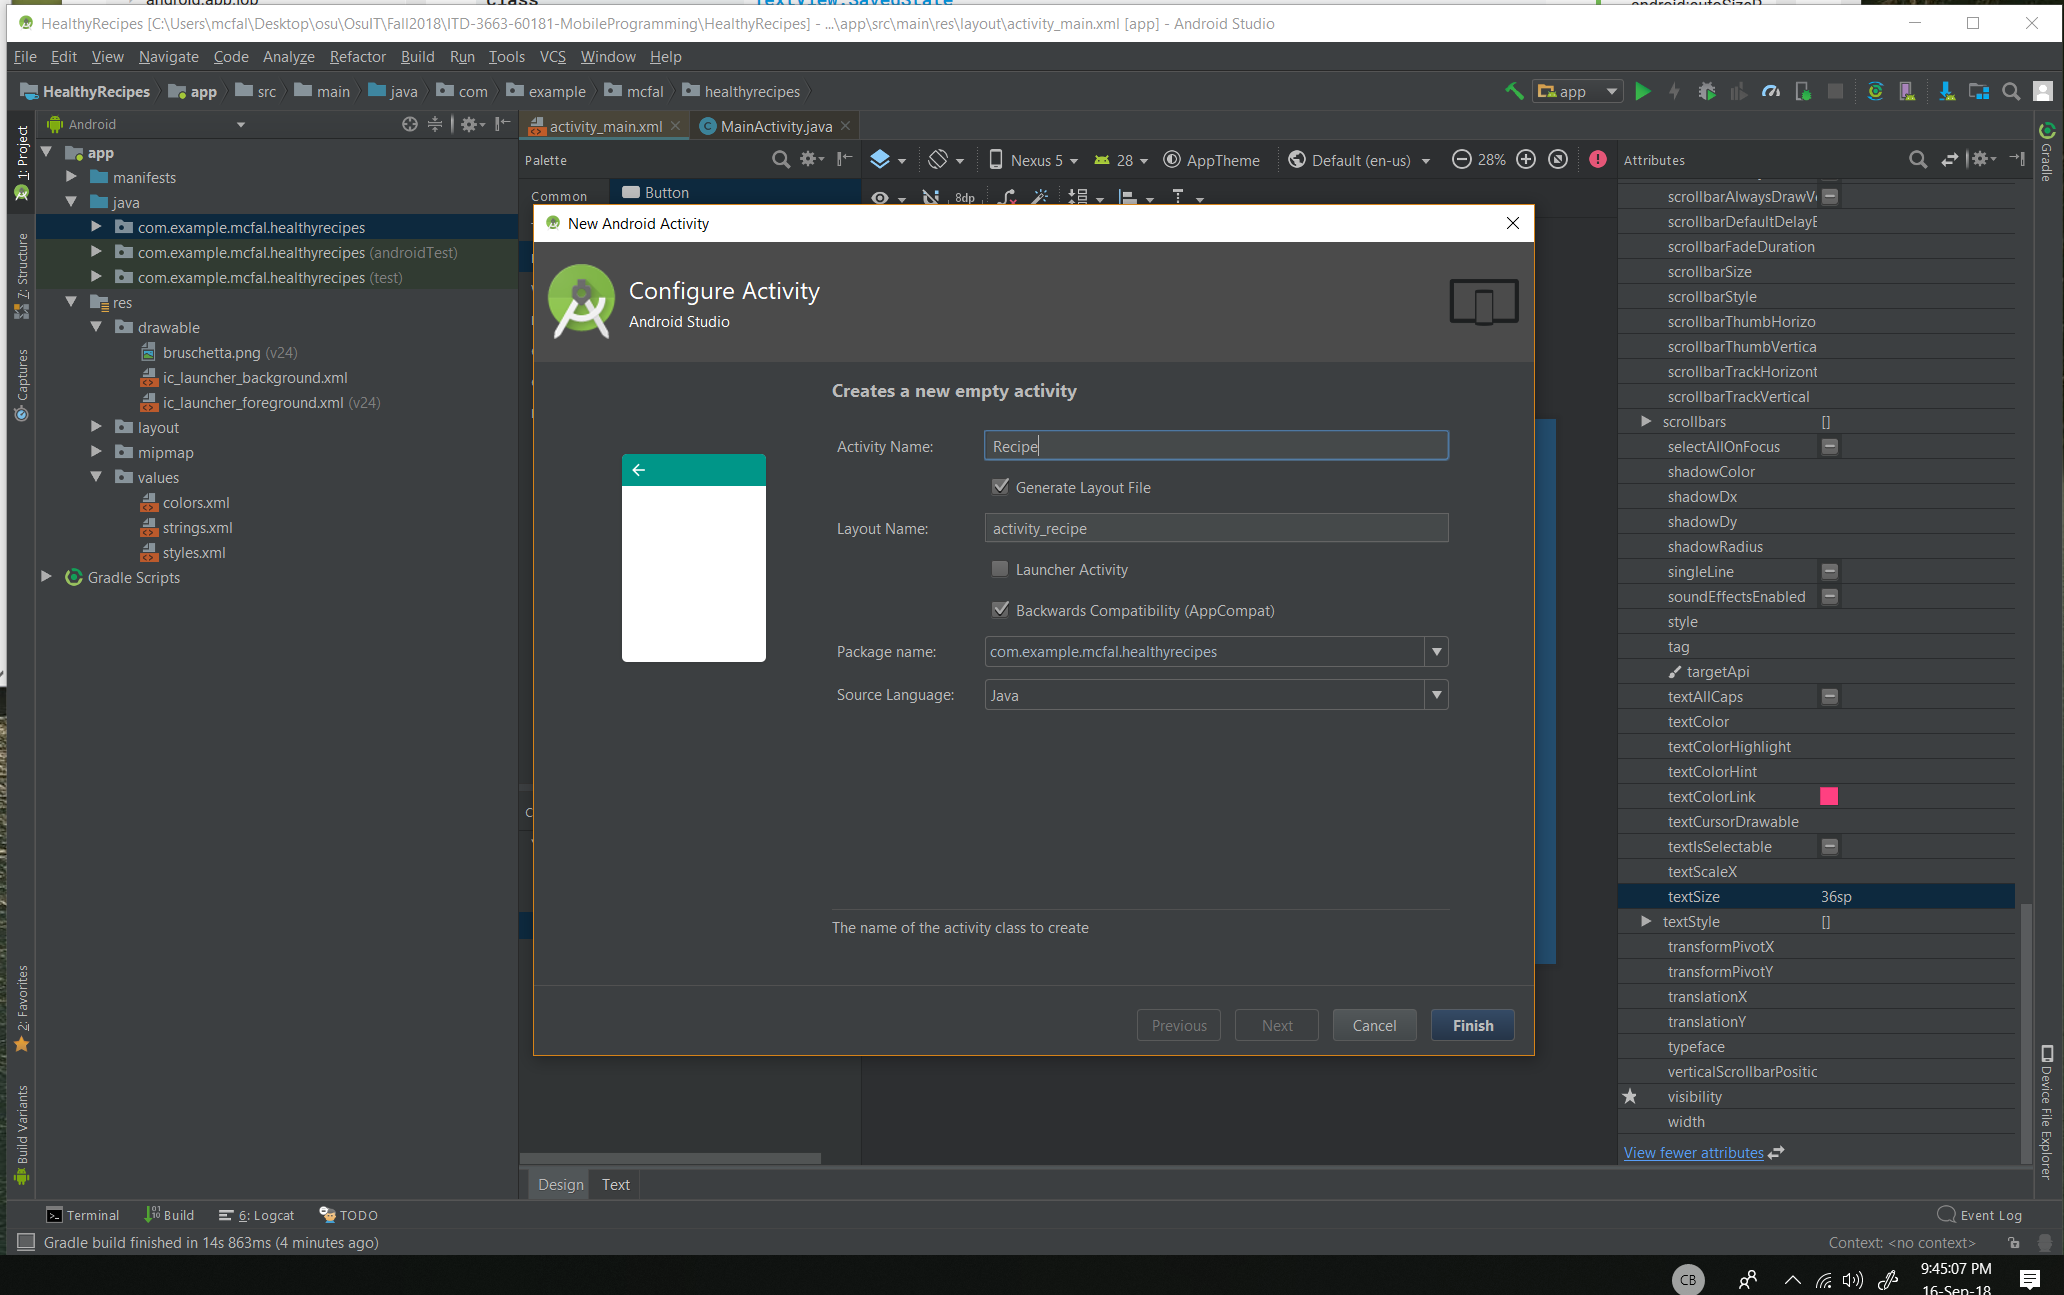 HealthyRecipes [C:\Users\mcfal\Desktop\osu\OsuIT\Fall2018\ITD-3663-60181-MobileProgramming\HealthyRecipes] - ...\app\src\main\res\layout\activity_main.xml [app] - Android Studio
File Edit View Navigate Code Analyze Refactor Build Run Tools VCS Window Help
HealthyRecipes app src main java com example mcfal healthyrecipes
app
Android
activity_main.xml
MainActivity.java
1: Project
7: Structure
Captures
2: Favorites
Build Variants
app
manifests
java
com.example.mcfal.healthyrecipes
com.example.mcfal.healthyrecipes (androidTest)
com.example.mcfal.healthyrecipes (test)
res
drawable
bruschetta.png (v24)
ic_launcher_background.xml
ic_launcher_foreground.xml (v24)
layout
mipmap
values
colors.xml
strings.xml
styles.xml
Gradle Scripts
Palette
Common
Button
Nexus 5
28
AppTheme
Default (en-us)
28%
8dp
New Android Activity
Configure Activity
Android Studio
Creates a new empty activity
Activity Name: Recipe
Generate Layout File
Layout Name: activity_recipe
Launcher Activity
Backwards Compatibility (AppCompat)
Package name: com.example.mcfal.healthyrecipes
Source Language: Java
The name of the activity class to create
Previous Next Cancel Finish
Attributes
scrollbarAlwaysDrawV
scrollbarDefaultDelayB
scrollbarFadeDuration
scrollbarSize
scrollbarStyle
scrollbarThumbHorizo
scrollbarThumbVertica
scrollbarTrackHorizont
scrollbarTrackVertical
scrollbars []
selectAllOnFocus
shadowColor
shadowDx
shadowDy
shadowRadius
singleLine
soundEffectsEnabled
style
tag
targetApi
textAllCaps
textColor
textColorHighlight
textColorHint
textColorLink
textCursorDrawable
textIsSelectable
textScaleX
textSize 36sp
textStyle []
transformPivotX
transformPivotY
translationX
translationY
typeface
verticalScrollbarPositic
visibility
width
View fewer attributes
Gradle
Device File Explorer
Design Text
Terminal Build 6: Logcat TODO
Event Log
Gradle build finished in 14s 863ms (4 minutes ago)
Context: <no context>
CB
9:45:07 PM
16-Sep-18